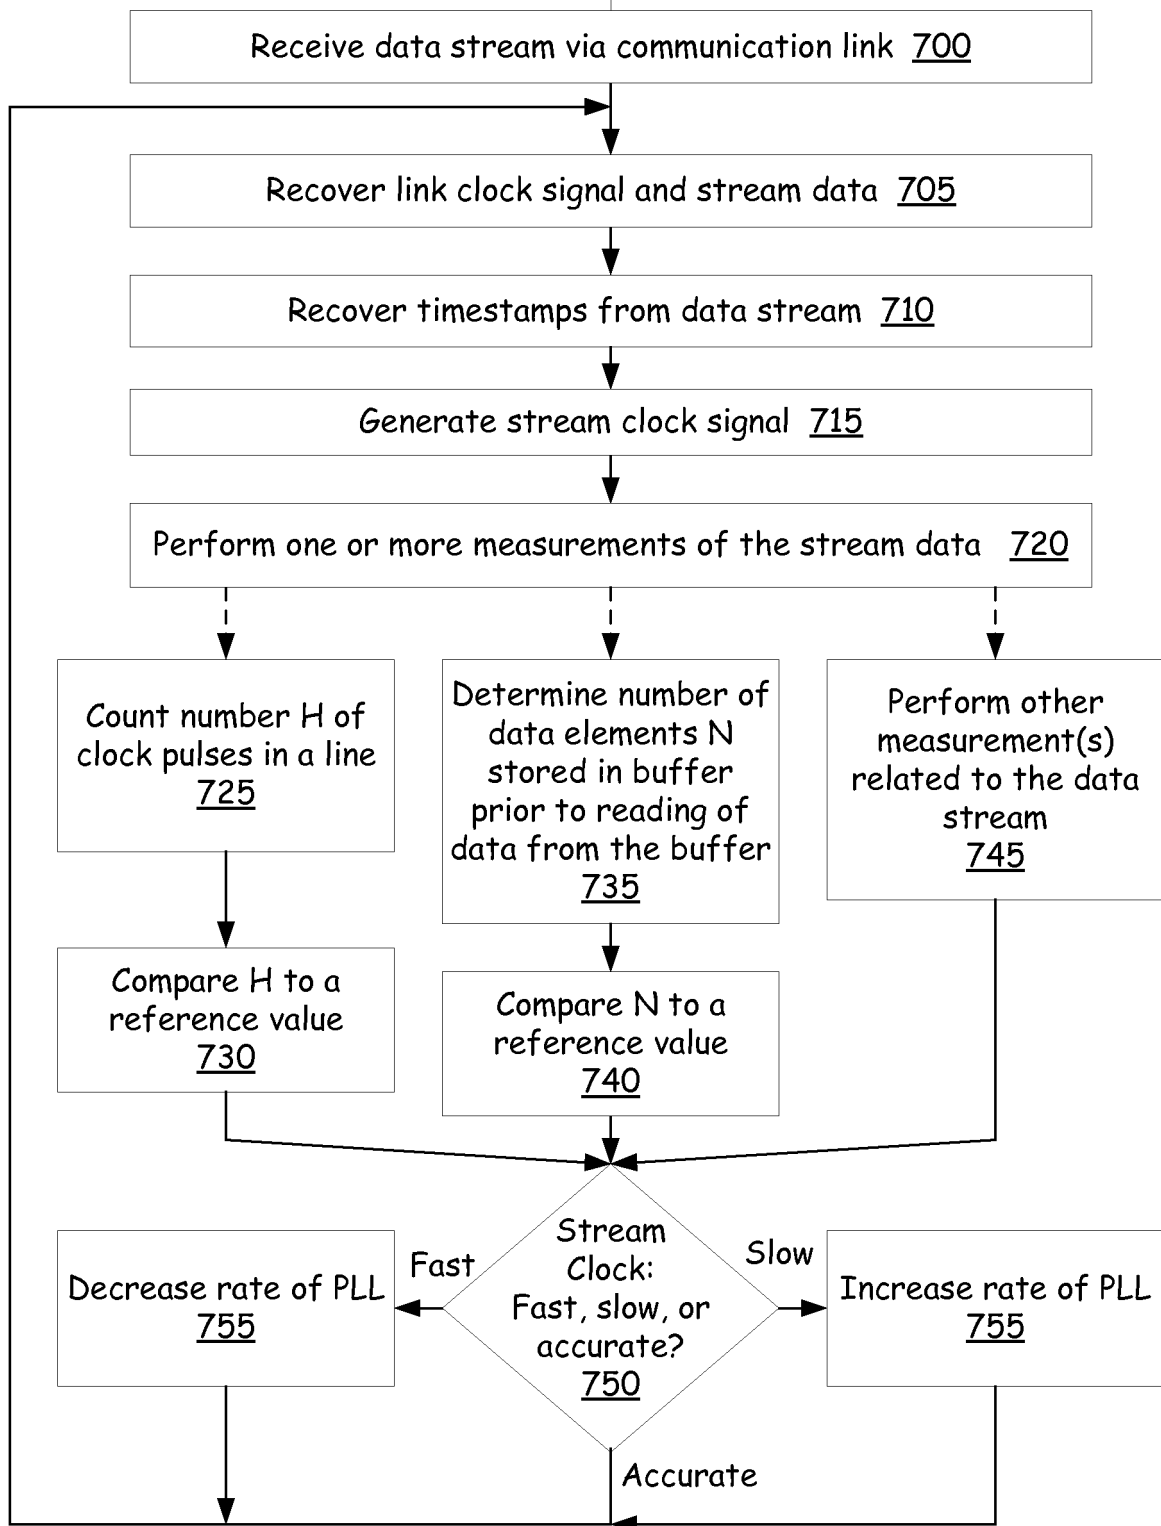 Receive data stream via communication link 700
Recover link clock signal and stream data 705
Recover timestamps from data stream 710
Generate stream clock signal 715
Perform one or more measurements of the stream data 720
Count number H of
clock pulses in a line
725
Determine number of
data elements N
stored in buffer
prior to reading of
data from the buffer
735
Perform other
measurement(s)
related to the data
stream
745
Compare H to a
reference value
730
Compare N to a
reference value
740
Stream
Clock:
Fast, slow, or
accurate?
750
Fast
Slow
Decrease rate of PLL
755
Increase rate of PLL
755
Accurate